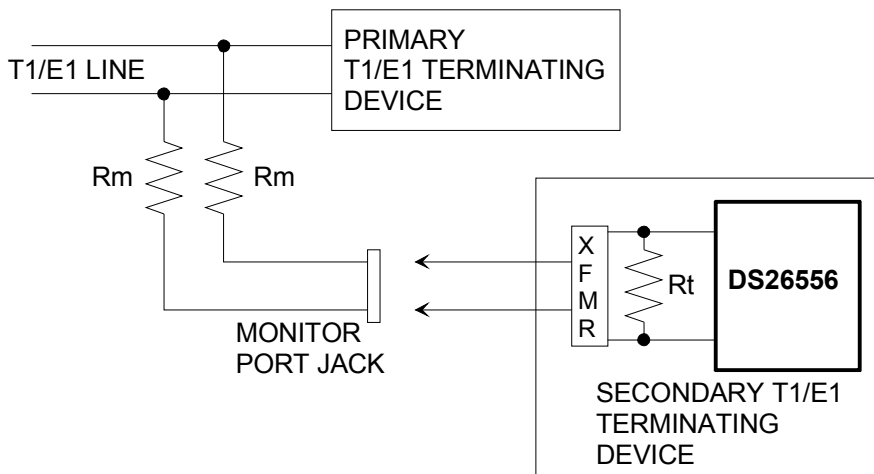 PRIMARY
T1/E1 TERMINATING
DEVICE
T1/E1 LINE
Rm
Rm
X
F
M
R
Rt
DS26556
MONITOR
PORT JACK
SECONDARY T1/E1
TERMINATING
DEVICE